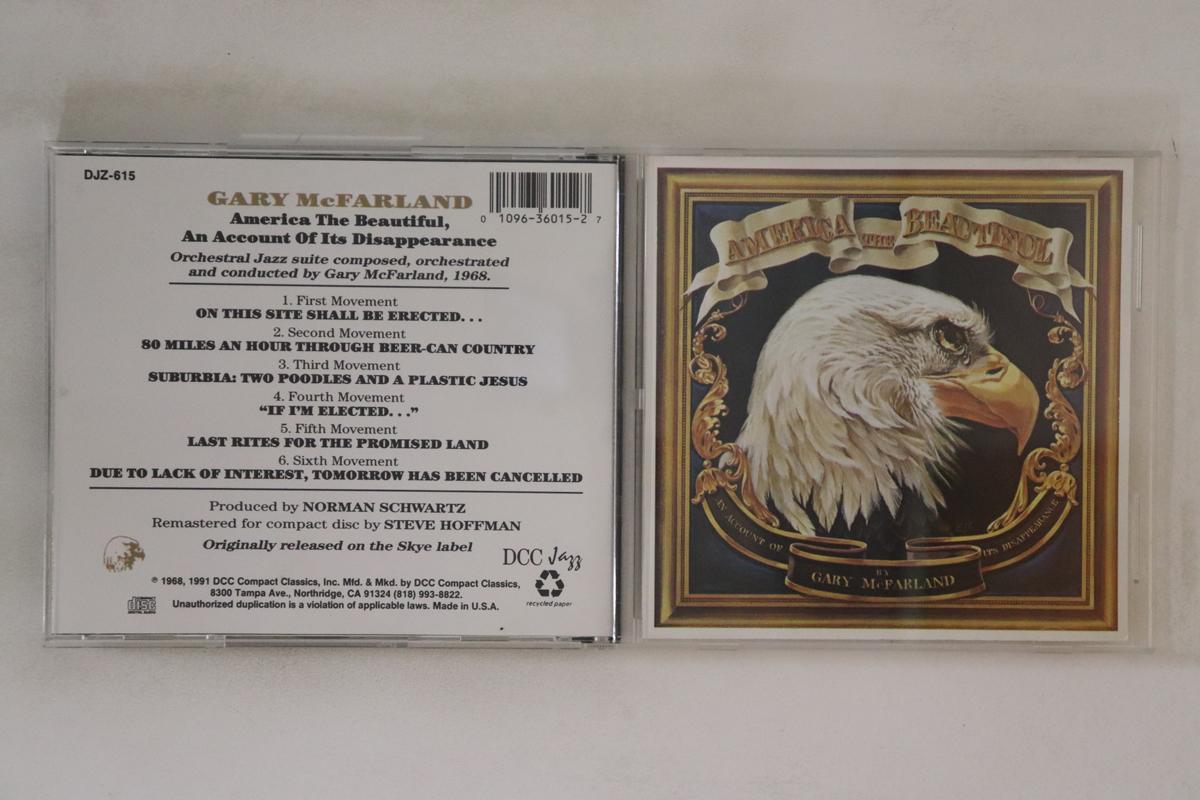 DJZ-615
GARY McFARLAND
America The Beautiful,
An Account Of Its Disappearance
0 1096-36015-2 7
Orchestral Jazz suite composed, orchestrated
and conducted by Gary McFarland, 1968.
1. First Movement
ON THIS SITE SHALL BE ERECTED. . .
2. Second Movement
80 MILES AN HOUR THROUGH BEER-CAN COUNTRY
3. Third Movement
SUBURBIA: TWO POODLES AND A PLASTIC JESUS
4. Fourth Movement
“IF I'M ELECTED. . .”
5. Fifth Movement
LAST RITES FOR THE PROMISED LAND
6. Sixth Movement
DUE TO LACK OF INTEREST, TOMORROW HAS BEEN CANCELLED
Produced by NORMAN SCHWARTZ
Remastered for compact disc by STEVE HOFFMAN
Originally released on the Skye label
DCC Jazz
℗ 1968, 1991 DCC Compact Classics, Inc. Mfd. & Mkd. by DCC Compact Classics,
8300 Tampa Ave., Northridge, CA 91324 (818) 993-8822.
Unauthorized duplication is a violation of applicable laws. Made in U.S.A.
disc
DIGITAL AUDIO
recycled paper
AMERICA THE BEAUTIFUL
AN ACCOUNT OF ITS DISAPPEARANCE
BY
GARY McFARLAND